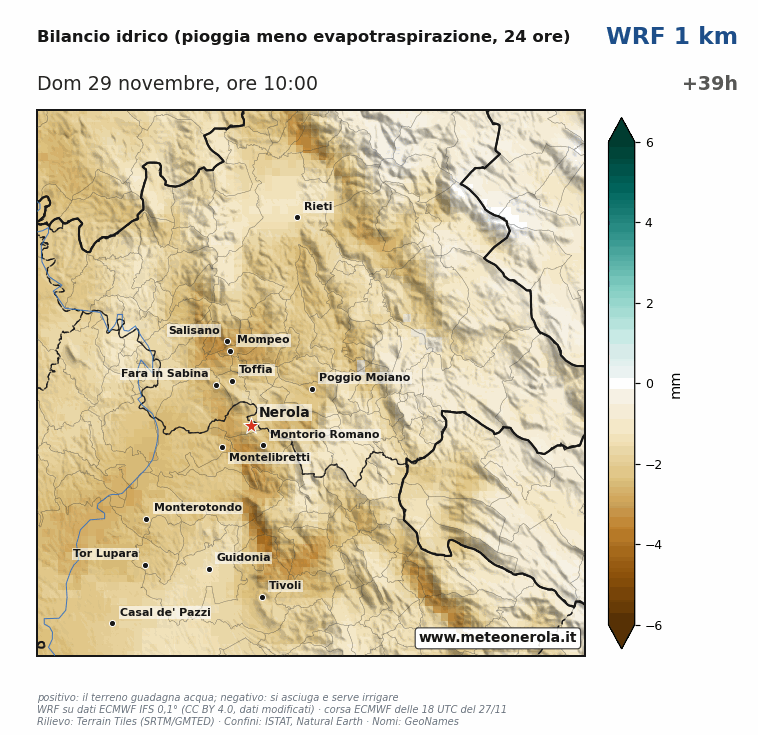 Bilancio idrico (pioggia meno evapotraspirazione, 24 ore)
WRF 1 km
Dom 29 novembre, ore 10:00
+39h
Rieti
Salisano
Mompeo
Fara in Sabina
Toffia
Poggio Moiano
Nerola
Montorio Romano
Montelibretti
Monterotondo
Tor Lupara
Guidonia
Tivoli
Casal de' Pazzi
www.meteonerola.it
6
4
2
0
−2
−4
−6
mm
positivo: il terreno guadagna acqua; negativo: si asciuga e serve irrigare
WRF su dati ECMWF IFS 0,1° (CC BY 4.0, dati modificati) · corsa ECMWF delle 18 UTC del 27/11
Rilievo: Terrain Tiles (SRTM/GMTED) · Confini: ISTAT, Natural Earth · Nomi: GeoNames